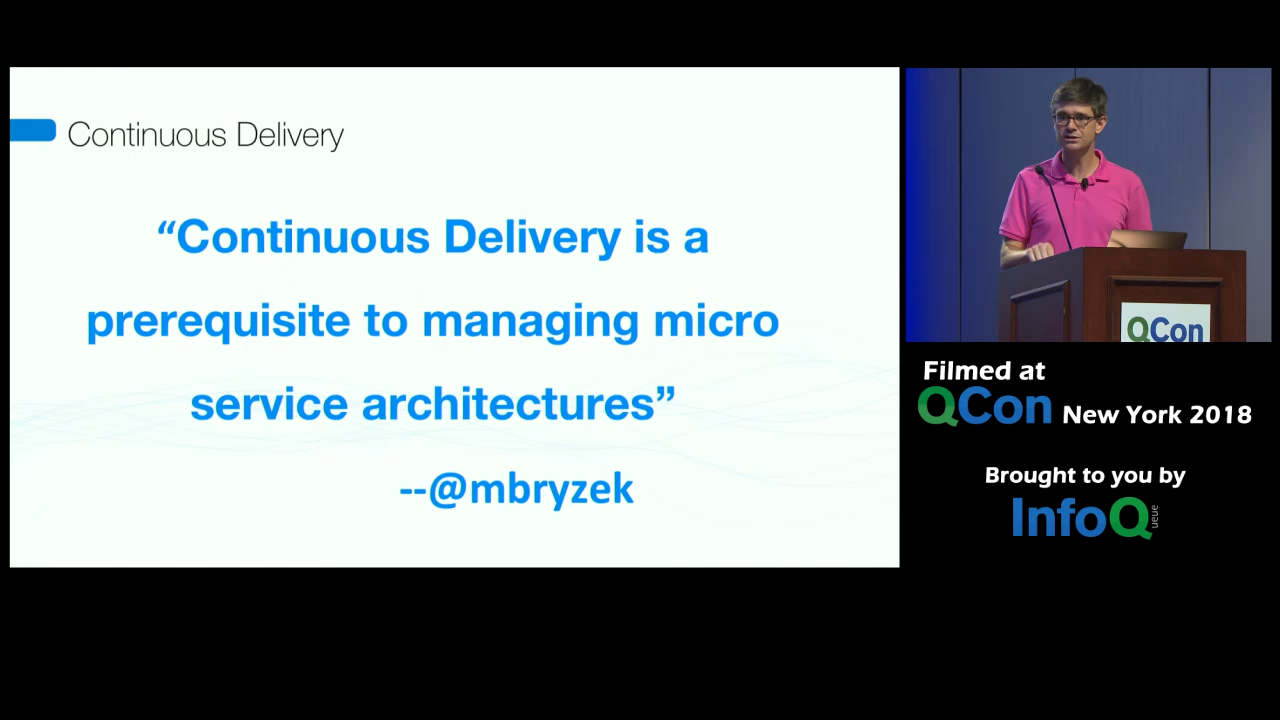 Continuous Delivery
“Continuous Delivery is a
prerequisite to managing micro
service architectures”
--@mbryzek
QCon
Filmed at
QCon New York 2018
Brought to you by
InfoQ
ueue